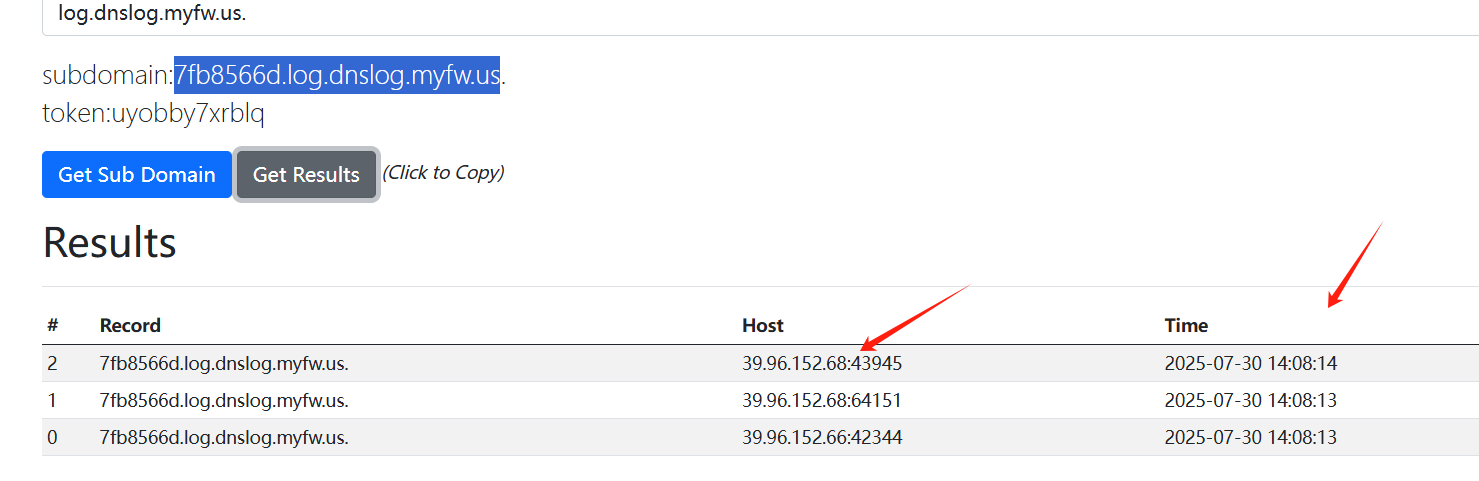 log.dnslog.myfw.us.
subdomain:7fb8566d.log.dnslog.myfw.us.
token:uyobby7xrblq
Get Sub Domain Get Results (Click to Copy)
Results
# Record Host Time
2 7fb8566d.log.dnslog.myfw.us. 39.96.152.68:43945 2025-07-30 14:08:14
1 7fb8566d.log.dnslog.myfw.us. 39.96.152.68:64151 2025-07-30 14:08:13
0 7fb8566d.log.dnslog.myfw.us. 39.96.152.66:42344 2025-07-30 14:08:13